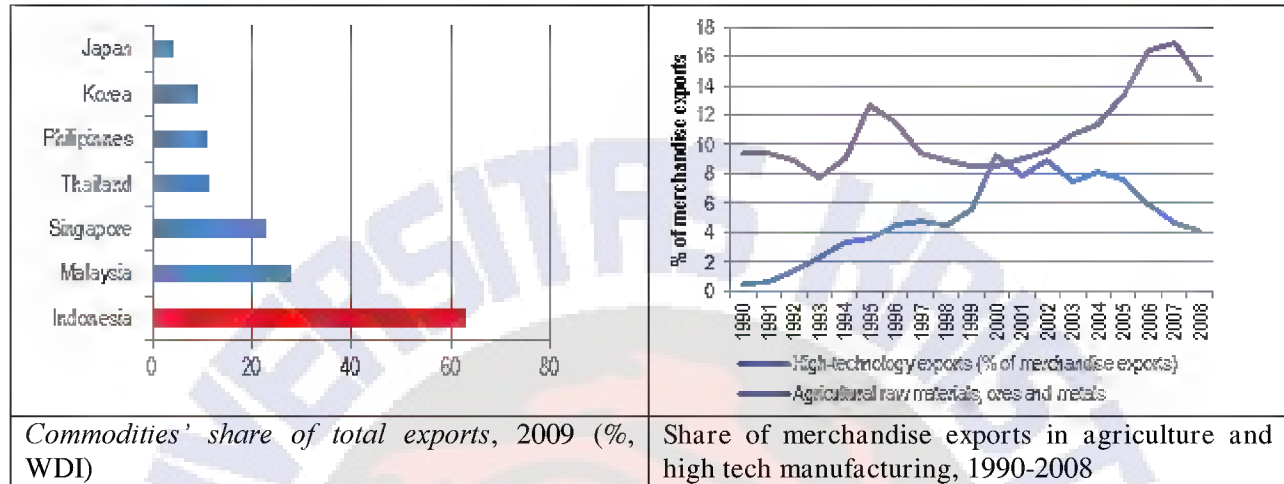 Japan
Korea
Philippines
Thailand
Singapore
Malaysia
Indonesia
0 20 40 60 80
Commodities' share of total exports, 2009 (%,
WDI)
% of merchandise exports
18
16
14
12
10
8
6
4
2
0
1990 1991 1992 1993 1994 1995 1996 1997 1998 1999 2000 2001 2002 2003 2004 2005 2006 2007 2008
High-technology exports (% of merchandise exports)
Agricultural raw materials, ores and metals
Share of merchandise exports in agriculture and
high tech manufacturing, 1990-2008
VERSITAS KRIST